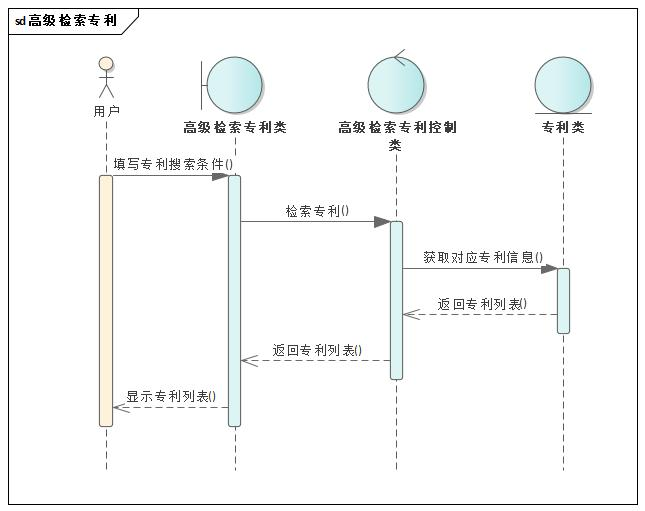 sd 高级检索专利
用户
高级检索专利类
高级检索专利控制
类
专利类
填写专利搜索条件()
检索专利()
获取对应专利信息()
返回专利列表()
返回专利列表()
显示专利列表()